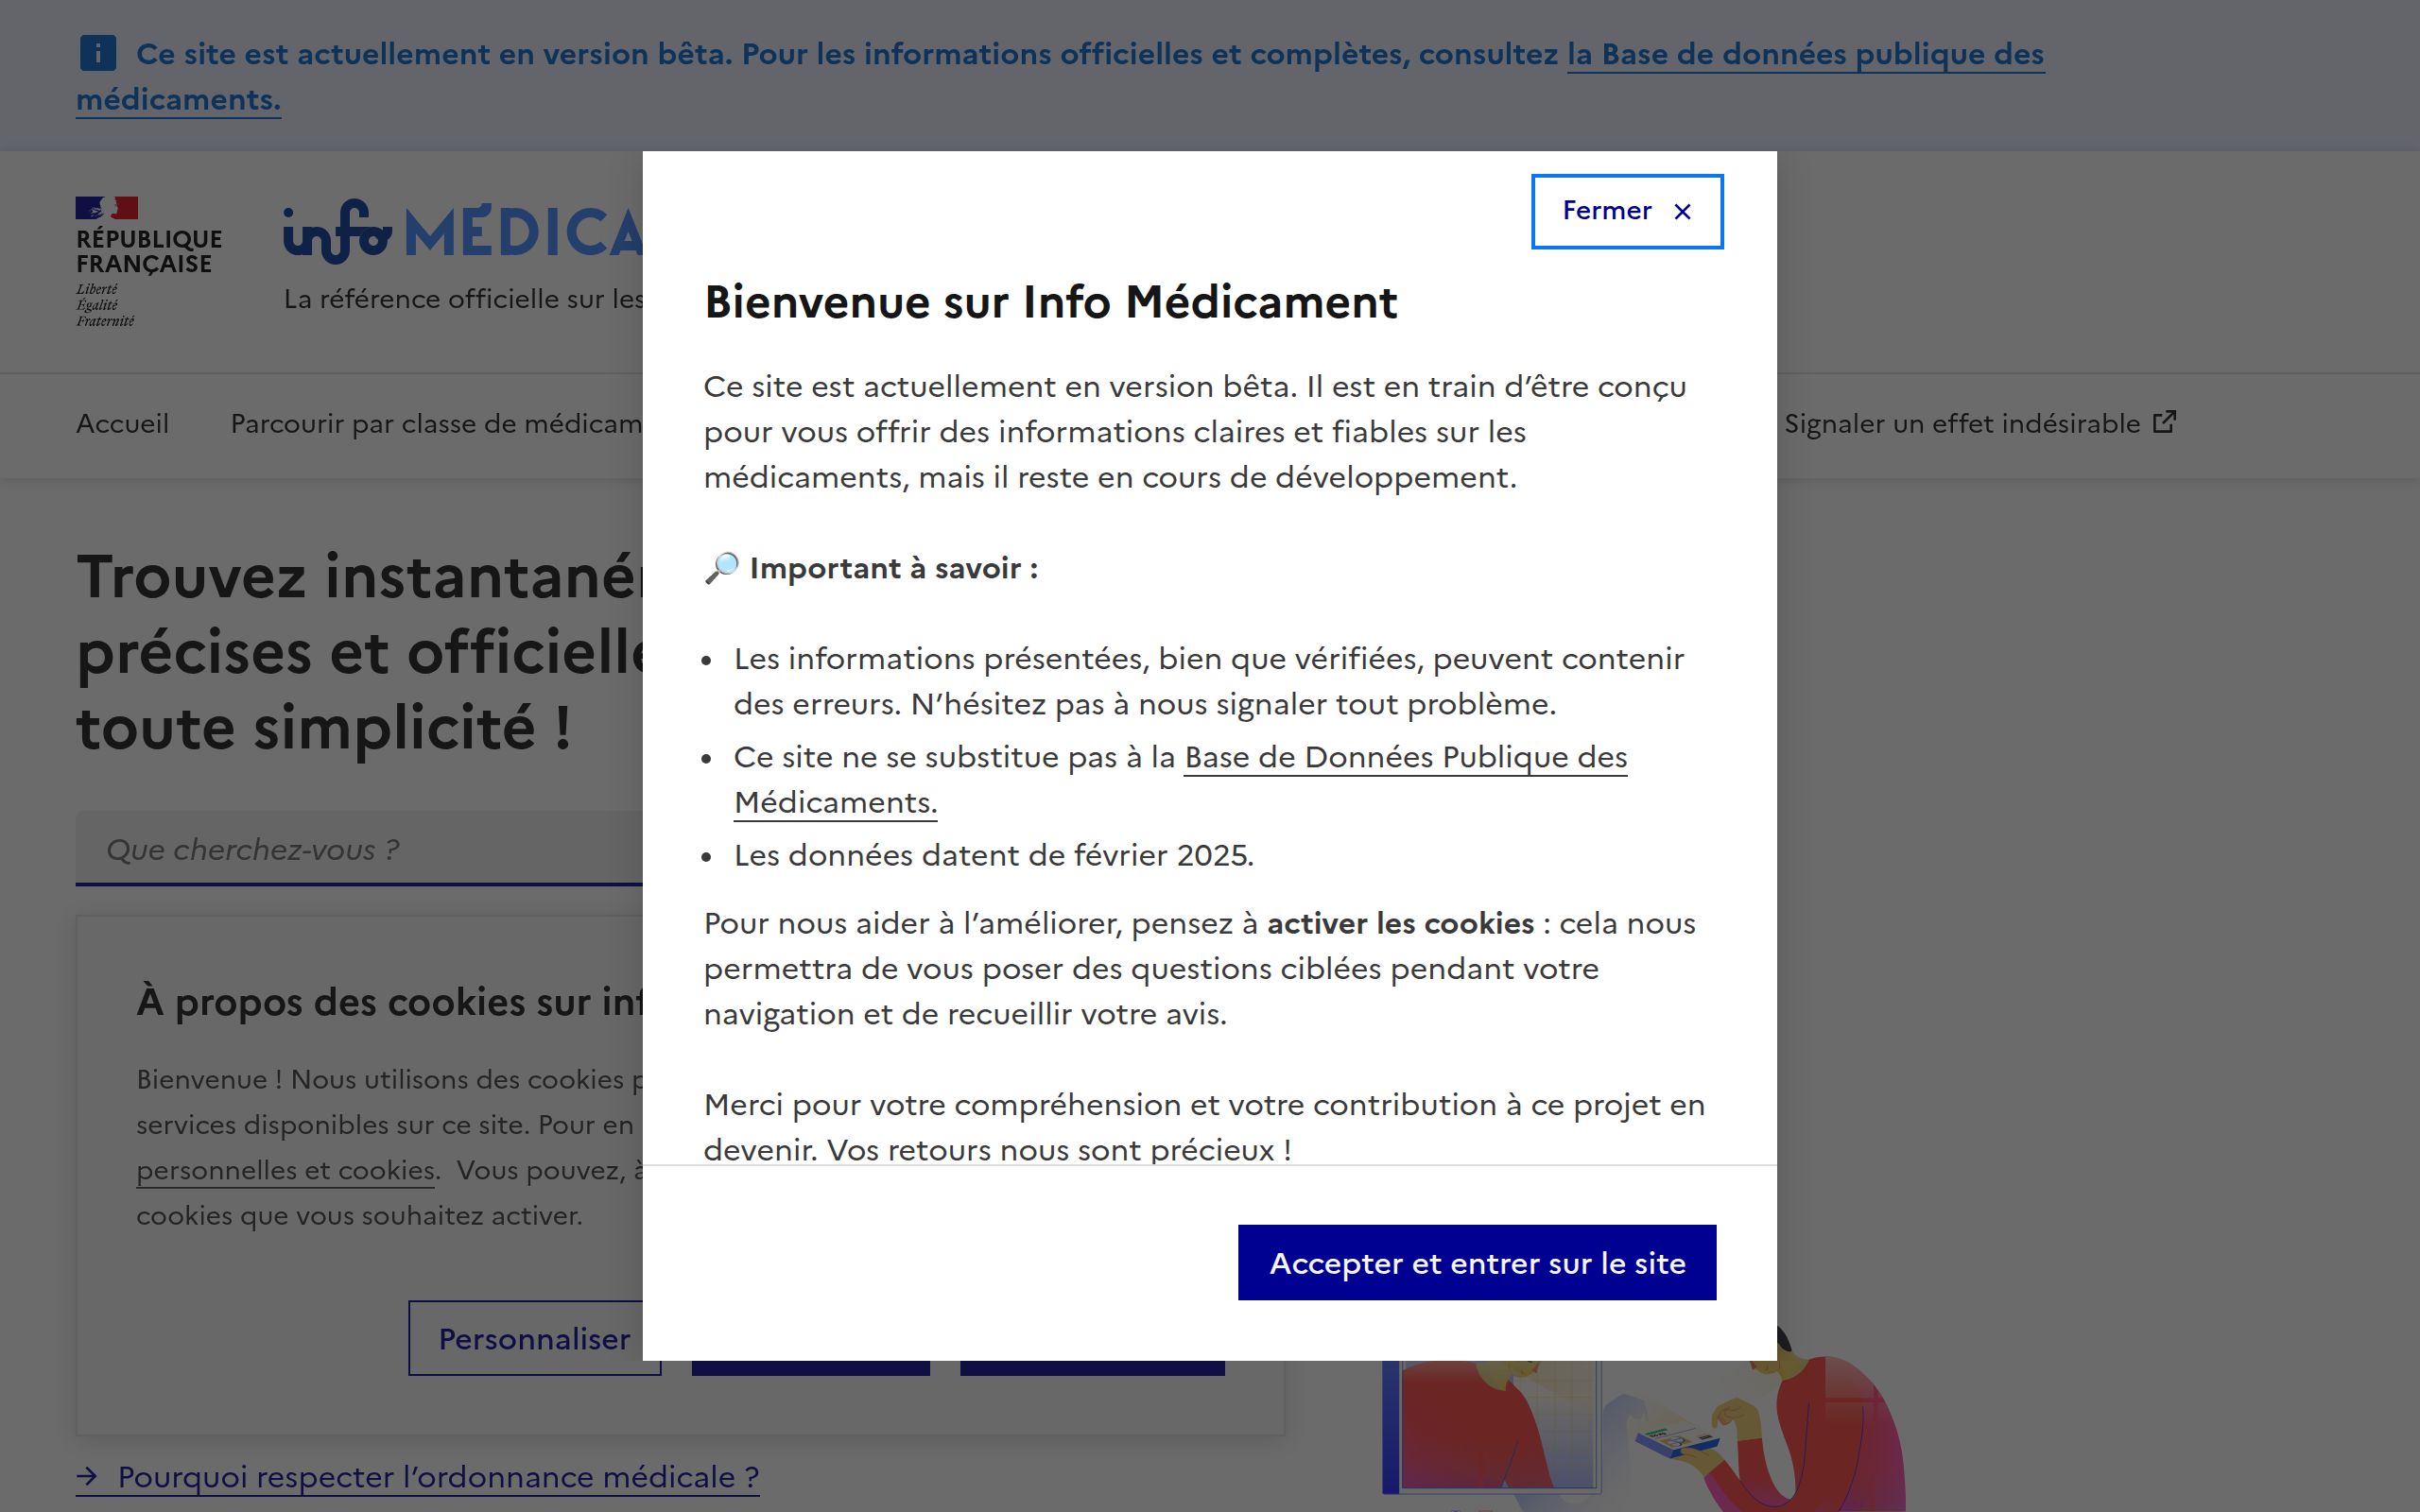 Ce site est actuellement en version bêta. Pour les informations officielles et complètes, consultez la Base de données publique des
médicaments.
RÉPUBLIQUE
FRANÇAISE
Liberté
Égalité
Fraternité
info MÉDICA
La référence officielle sur les
Accueil
Parcourir par classe de médicam
Signaler un effet indésirable
Trouvez instantané
précises et officielle
toute simplicité !
Que cherchez-vous ?
À propos des cookies sur inf
Bienvenue ! Nous utilisons des cookies p
services disponibles sur ce site. Pour en
personnelles et cookies. Vous pouvez, à
cookies que vous souhaitez activer.
Personnaliser
→ Pourquoi respecter l’ordonnance médicale ?
Fermer ×
Bienvenue sur Info Médicament
Ce site est actuellement en version bêta. Il est en train d’être conçu
pour vous offrir des informations claires et fiables sur les
médicaments, mais il reste en cours de développement.
🔎 Important à savoir :
• Les informations présentées, bien que vérifiées, peuvent contenir
des erreurs. N’hésitez pas à nous signaler tout problème.
• Ce site ne se substitue pas à la Base de Données Publique des
Médicaments.
• Les données datent de février 2025.
Pour nous aider à l’améliorer, pensez à activer les cookies : cela nous
permettra de vous poser des questions ciblées pendant votre
navigation et de recueillir votre avis.
Merci pour votre compréhension et votre contribution à ce projet en
devenir. Vos retours nous sont précieux !
Accepter et entrer sur le site